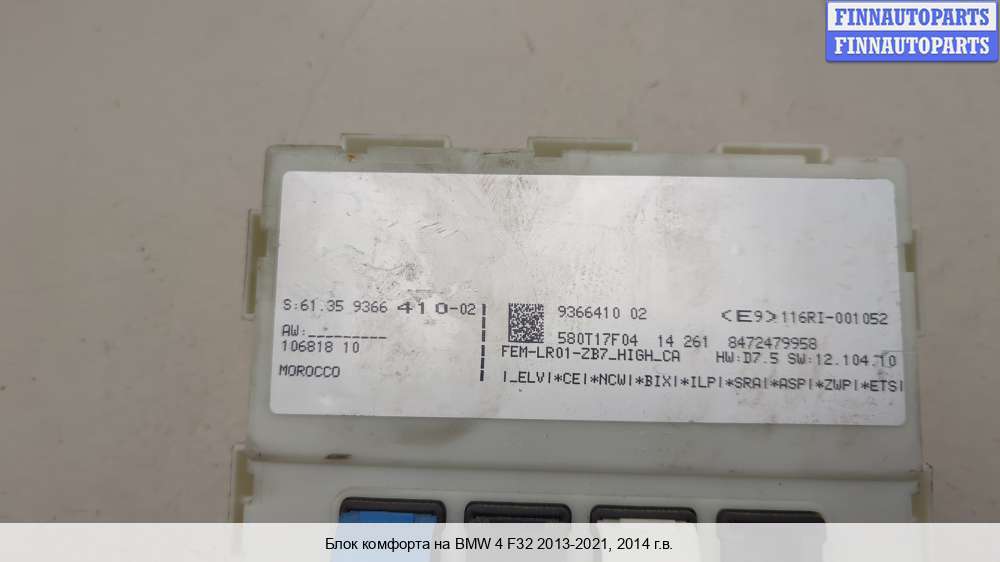 FINNAUTOPARTS
FINNAUTOPARTS
S:61.35 9366 410-02
AW:_________
106818 10
MOROCCO
9366410 02
<E9>116RI-001052
580T17F04 14 261 8472479958
FEM-LR01-ZB7_HIGH_CA HW:D7.5 SW:12.104.10
|_ELV|*CE|*NCW|*BIX|*ILP|*SRA|*ASP|*ZWP|*ETS|
Блок комфорта на BMW 4 F32 2013-2021, 2014 г.в.